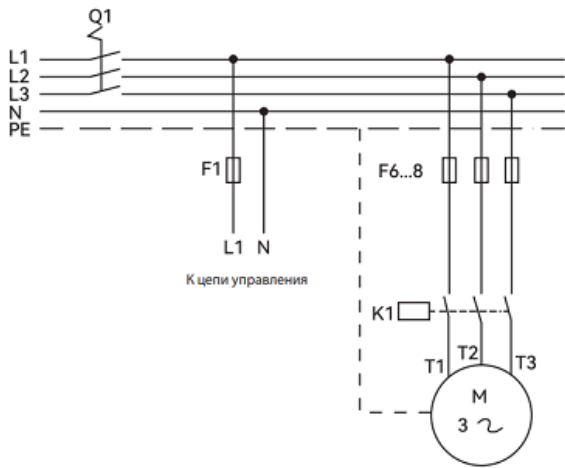 Q1
L1
L2
L3
N
PE
F1
F6...8
L1 N
К цепи управления
K1
T1 T2 T3
M
3